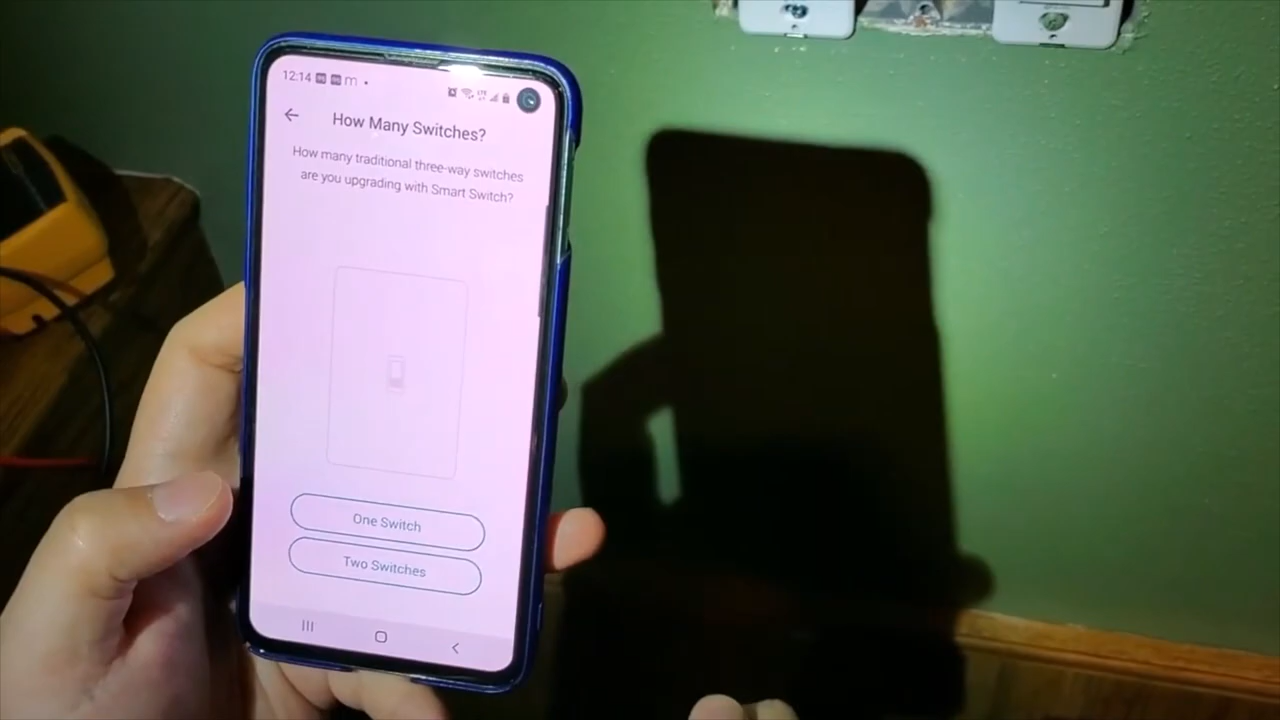 12:14
How Many Switches?
How many traditional three-way switches
are you upgrading with Smart Switch?
One Switch
Two Switches